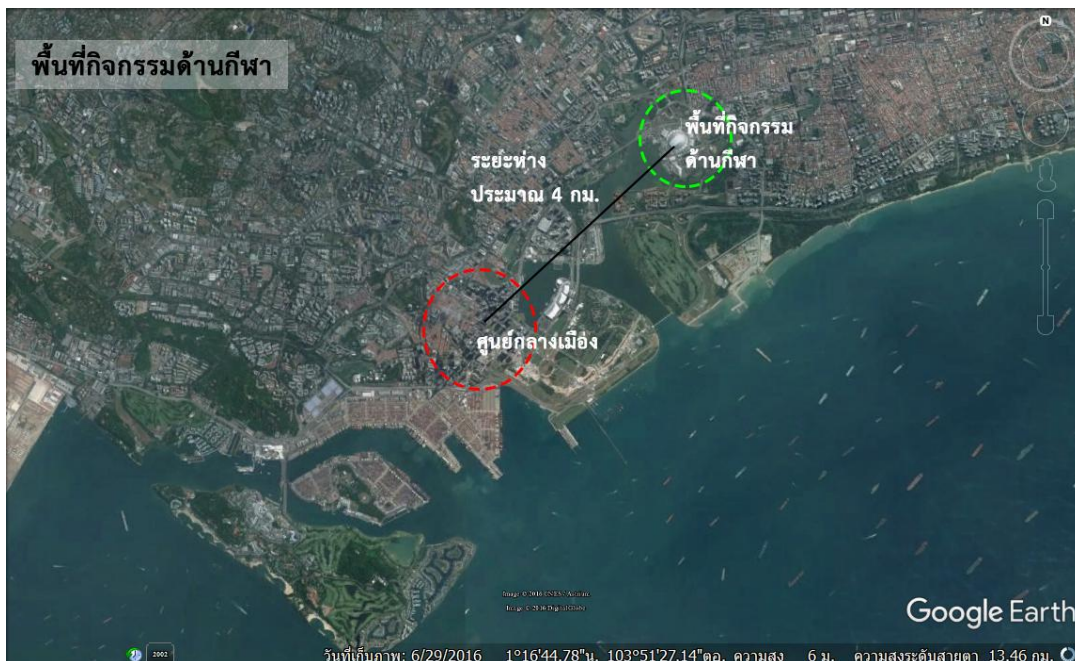 พื้นที่กิจกรรมด้านกีฬา
N
พื้นที่กิจกรรม
ด้านกีฬา
ระยะห่าง
ประมาณ 4 กม.
ศูนย์กลางเมือ่ง
Image © 2016 DigitalGlobe
Google Earth
2002
วันที่เก็บภาพ: 6/29/2016 1°16'44.78"น. 103°51'27.14"ตอ. ความสูง 6 ม. ความสูงระดับสายตา 13.46 กม.